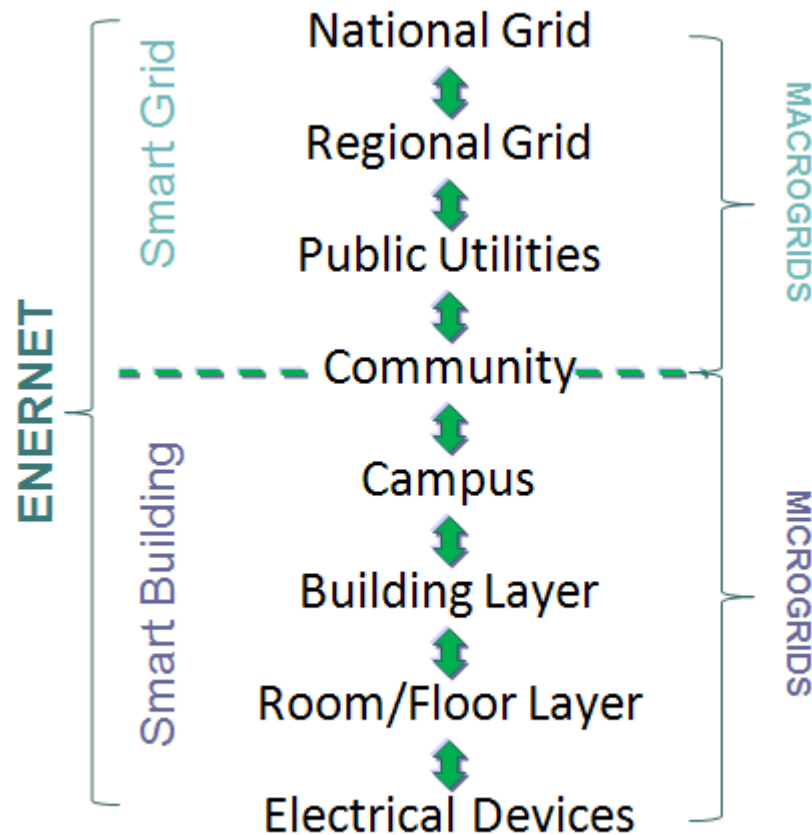 National Grid
Regional Grid
Public Utilities
Community
Campus
Building Layer
Room/Floor Layer
Electrical Devices
ENERNET
Smart Grid
Smart Building
MACROGRIDS
MICROGRIDS